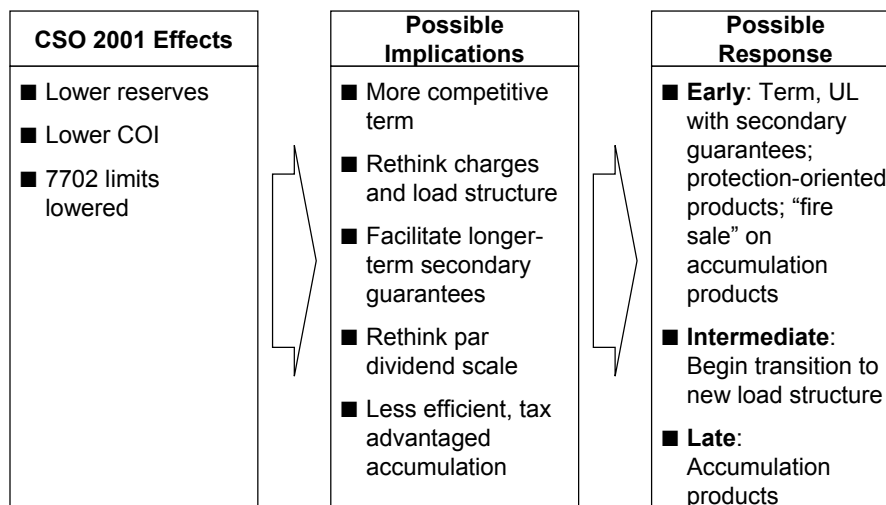 CSO 2001 Effects
■ Lower reserves
■ Lower COI
■ 7702 limits
lowered
Possible
Implications
■ More competitive
term
■ Rethink charges
and load structure
■ Facilitate longer-
term secondary
guarantees
■ Rethink par
dividend scale
■ Less efficient, tax
advantaged
accumulation
Possible
Response
■ Early: Term, UL
with secondary
guarantees;
protection-oriented
products; “fire
sale” on
accumulation
products
■ Intermediate:
Begin transition to
new load structure
■ Late:
Accumulation
products